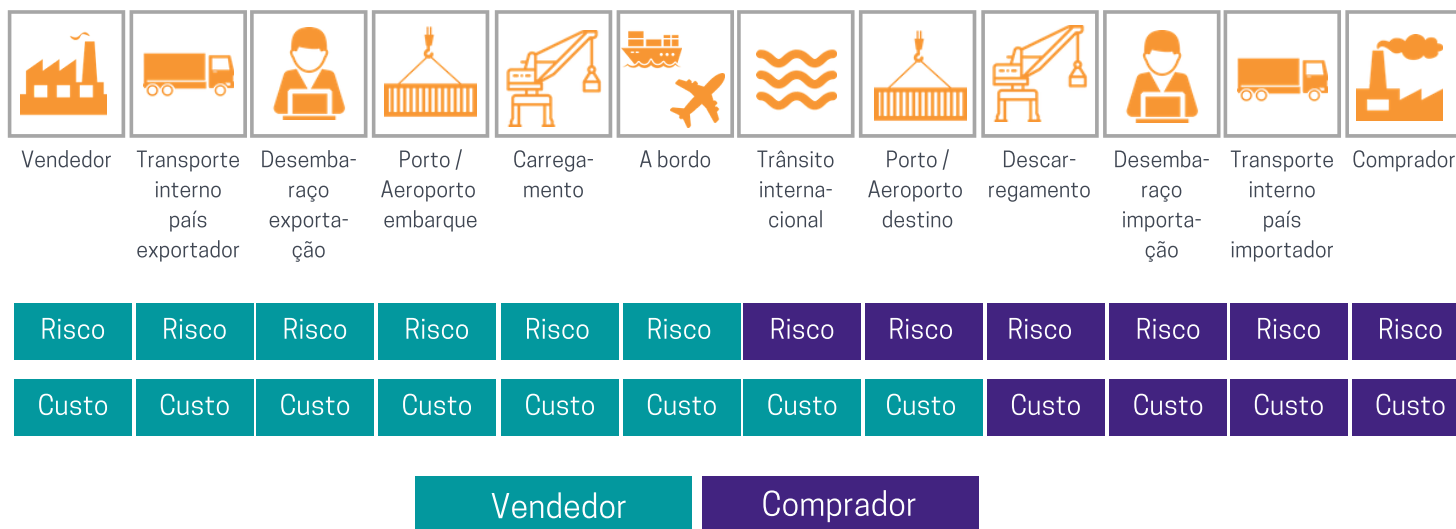 Vendedor
Transporte
interno
país
exportador
Desemba-
raço
exporta-
ção
Porto /
Aeroporto
embarque
Carrega-
mento
A bordo
Trânsito
interna-
cional
Porto /
Aeroporto
destino
Descar-
regamento
Desemba-
raço
importa-
ção
Transporte
interno
país
importador
Comprador
Risco Risco Risco Risco Risco Risco Risco Risco Risco Risco Risco Risco
Custo Custo Custo Custo Custo Custo Custo Custo Custo Custo Custo Custo
Vendedor Comprador